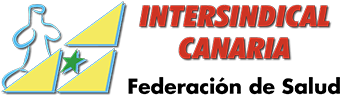 INTERSINDICAL
CANARIA
Federación de Salud